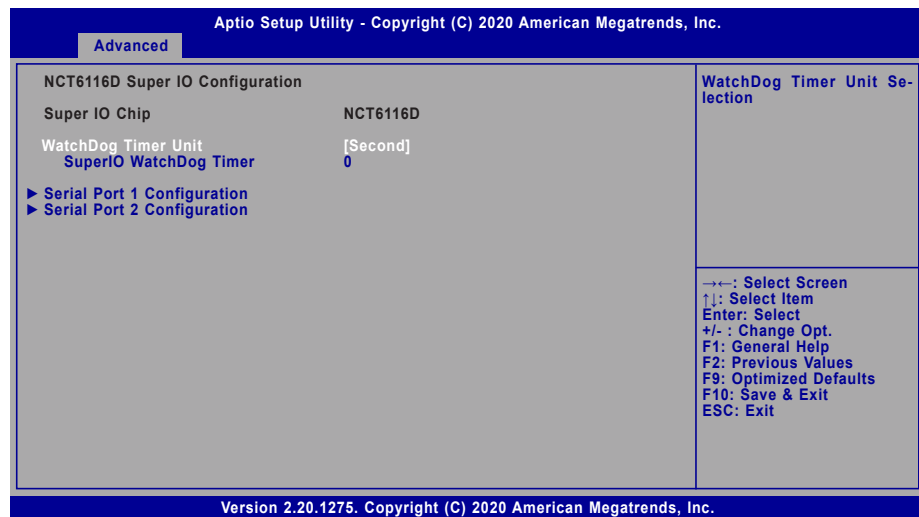 Aptio Setup Utility - Copyright (C) 2020 American Megatrends, Inc.
Advanced
NCT6116D Super IO Configuration
Super IO Chip NCT6116D
WatchDog Timer Unit [Second]
SuperIO WatchDog Timer 0
► Serial Port 1 Configuration
► Serial Port 2 Configuration
WatchDog Timer Unit Se-
lection
→←: Select Screen
↑↓: Select Item
Enter: Select
+/- : Change Opt.
F1: General Help
F2: Previous Values
F9: Optimized Defaults
F10: Save & Exit
ESC: Exit
Version 2.20.1275. Copyright (C) 2020 American Megatrends, Inc.